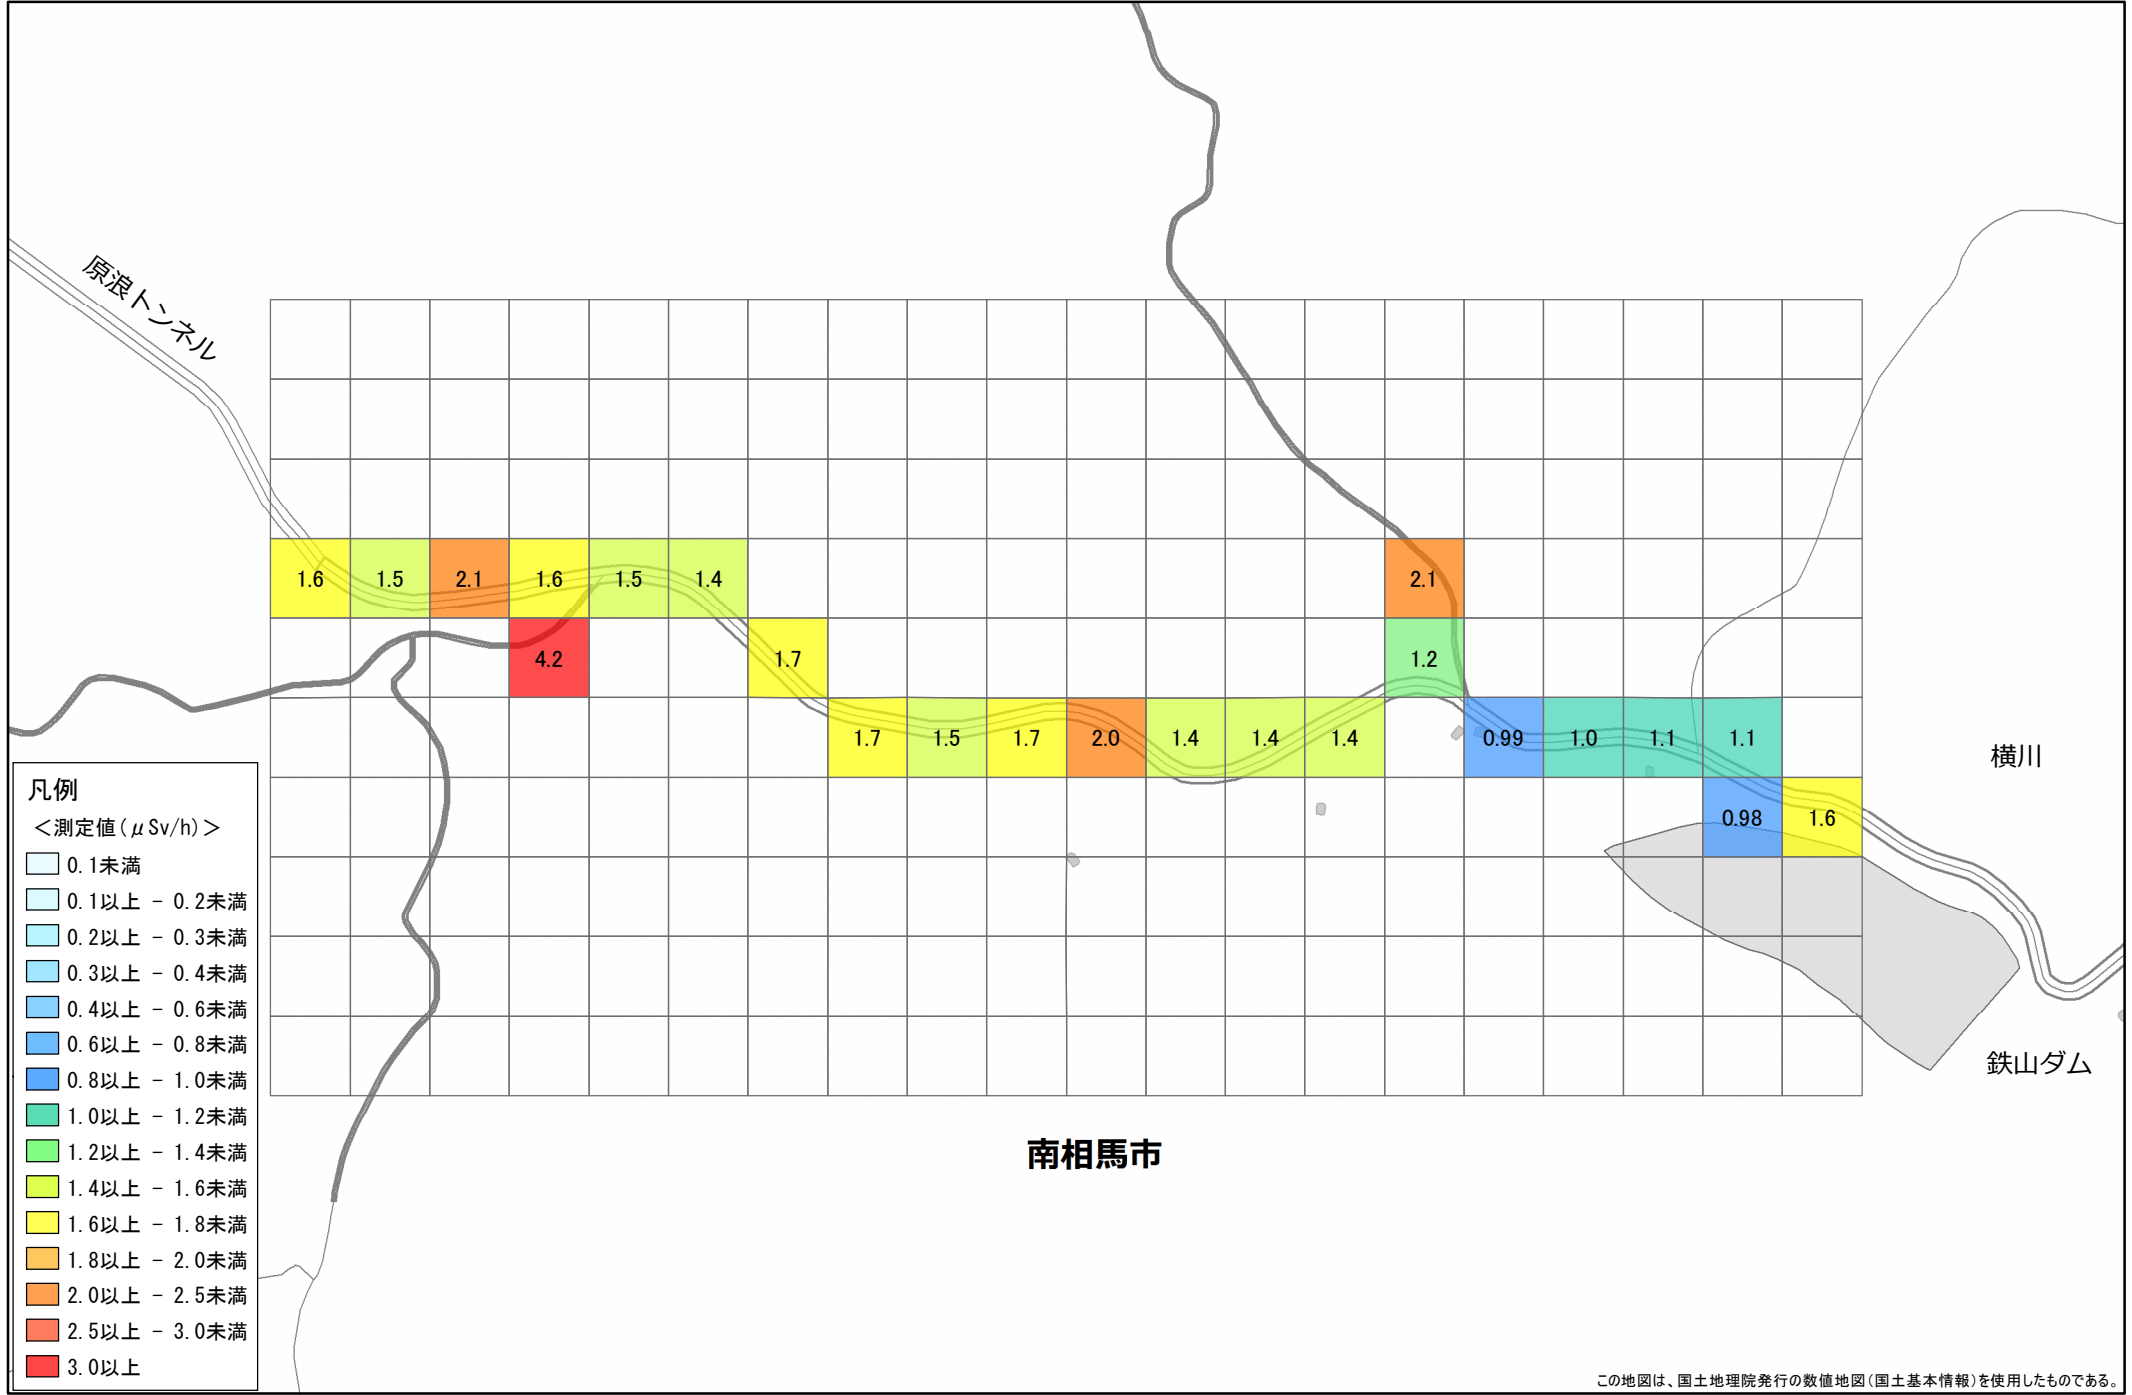 原浪トンネル
1.6 1.5 2.1 1.6 1.5 1.4 2.1
4.2 1.7 1.2
1.7 1.5 1.7 2.0 1.4 1.4 1.4 0.99 1.0 1.1 1.1
横川
0.98 1.6
鉄山ダム
南相馬市
凡例
＜測定値(μSv/h)＞
0.1未満
0.1以上 － 0.2未満
0.2以上 － 0.3未満
0.3以上 － 0.4未満
0.4以上 － 0.6未満
0.6以上 － 0.8未満
0.8以上 － 1.0未満
1.0以上 － 1.2未満
1.2以上 － 1.4未満
1.4以上 － 1.6未満
1.6以上 － 1.8未満
1.8以上 － 2.0未満
2.0以上 － 2.5未満
2.5以上 － 3.0未満
3.0以上
この地図は、国土地理院発行の数値地図(国土基本情報)を使用したものである。